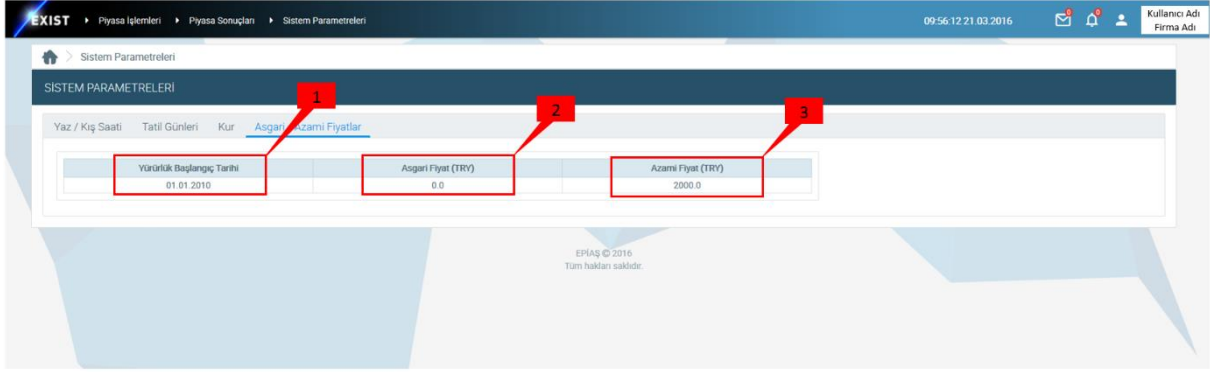 EXIST Piyasa İşlemleri Piyasa Sonuçları Sistem Parametreleri 09:56:12 21.03.2016 0 0 Kullanıcı Adı
Firma Adı
Sistem Parametreleri
SİSTEM PARAMETRELERİ
1
2
3
Yaz / Kış Saati Tatil Günleri Kur Asgari Azami Fiyatlar
Yürürlük Başlangıç Tarihi Asgari Fiyat (TRY) Azami Fiyat (TRY)
01.01.2010 0.0 2000.0
EPİAŞ © 2016
Tüm hakları saklıdır.